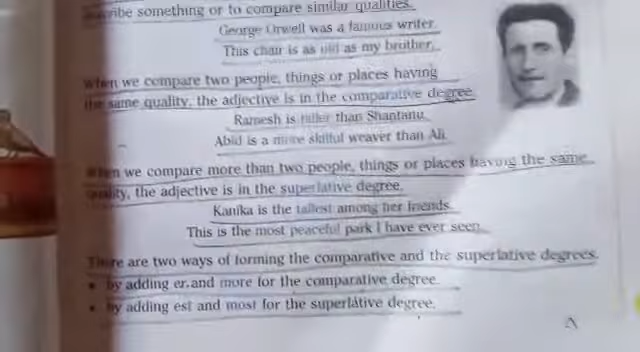 something or to compare similar qualities.
George Orwell was a famous writer.
This chair is as old as my brother.
When we compare two people, things or places having
the same quality, the adjective is in the comparative degree.
Ramesh is taller than Shantanu.
Abid is a more skilful weaver than Ali.
When we compare more than two people, things or places having the same
quality, the adjective is in the superlative degree.
Kanika is the tallest among her friends.
This is the most peaceful park I have ever seen.
There are two ways of forming the comparative and the superlative degrees.
• by adding er and more for the comparative degree.
• by adding est and most for the superlative degree.